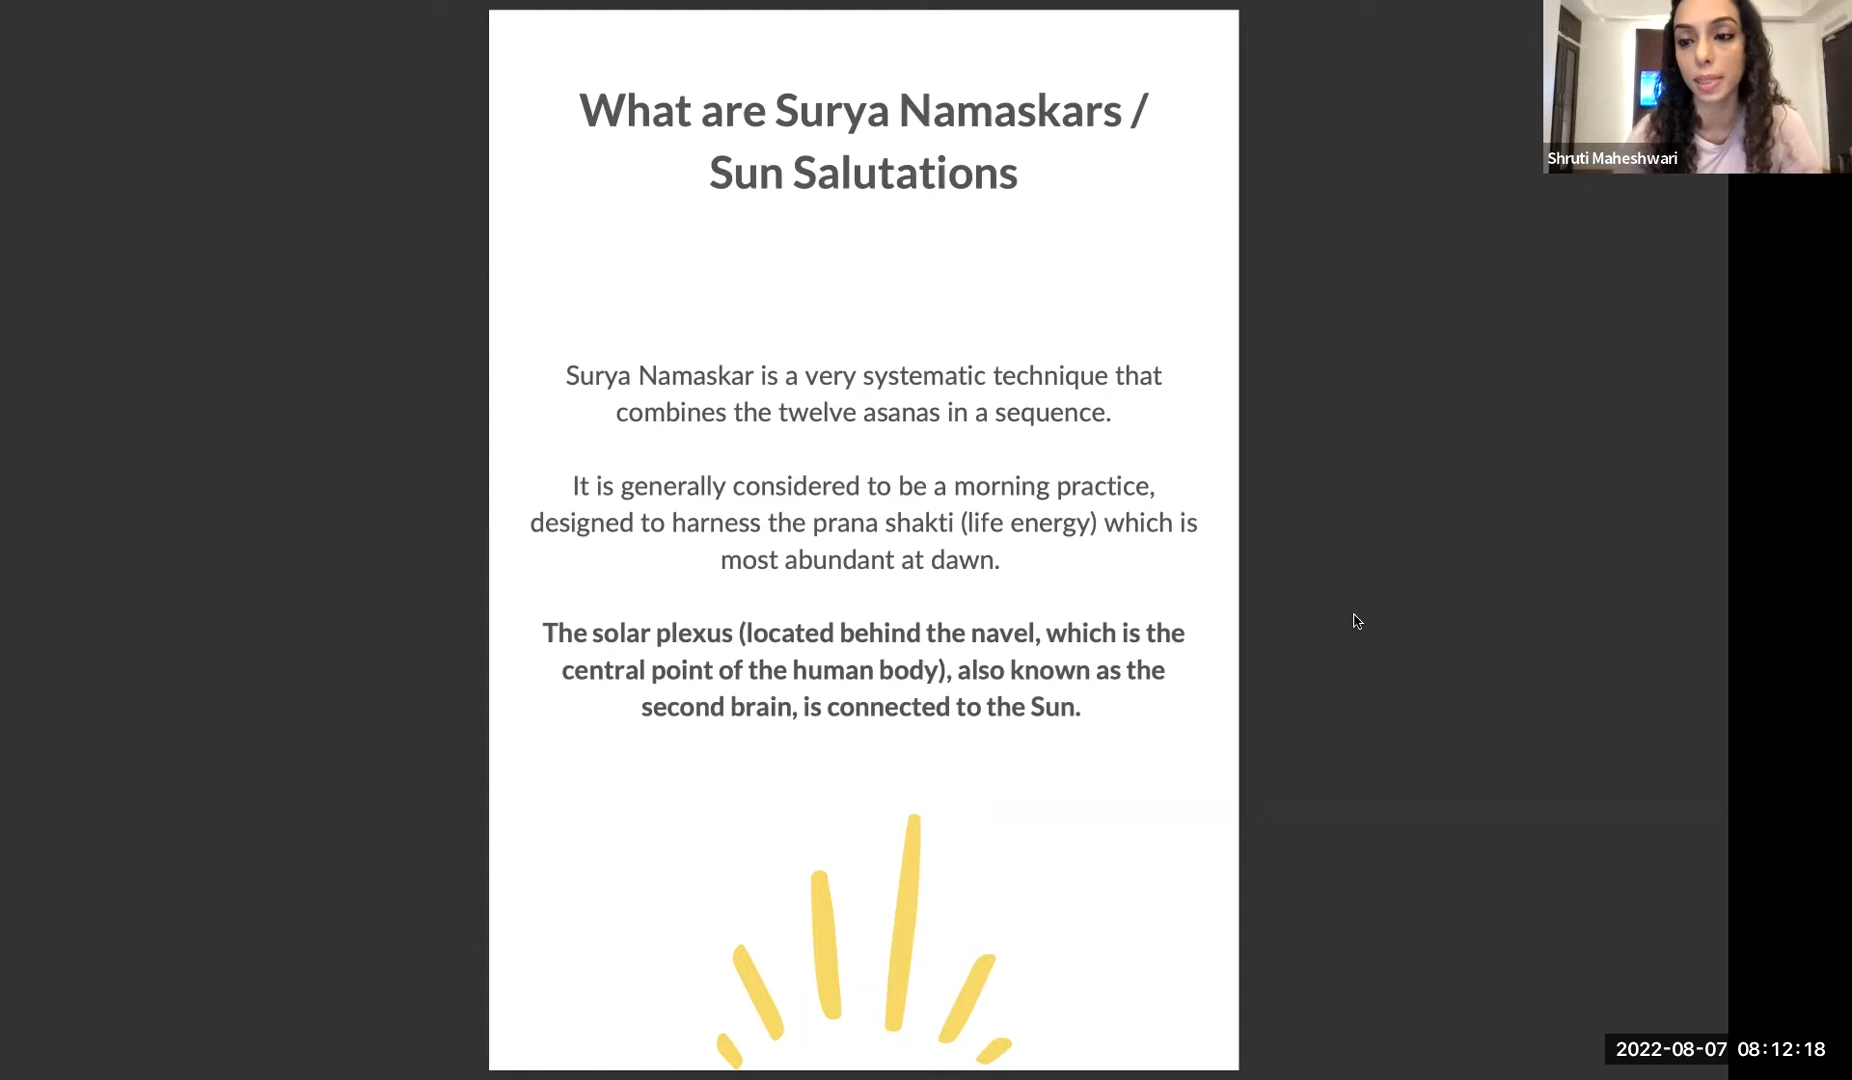 What are Surya Namaskars /
Sun Salutations
Shruti Maheshwari
Surya Namaskar is a very systematic technique that
combines the twelve asanas in a sequence.
It is generally considered to be a morning practice,
designed to harness the prana shakti (life energy) which is
most abundant at dawn.
The solar plexus (located behind the navel, which is the
central point of the human body), also known as the
second brain, is connected to the Sun.
2022-08-07 08:12:18